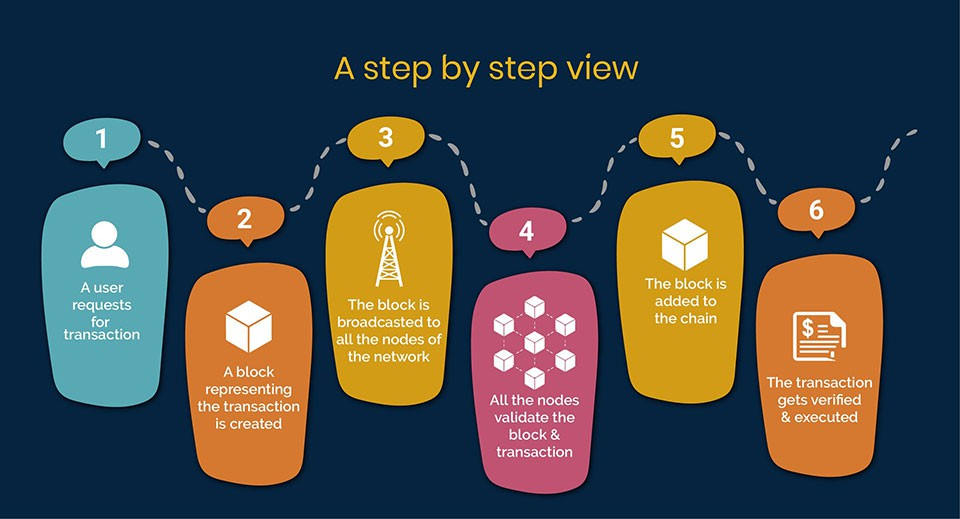 A step by step view
1
A user
requests
for
transaction
2
A block
representing
the transaction
is created
3
The block is
broadcasted to
all the nodes of
the network
4
All the nodes
validate the
block &
transaction
5
The block is
added to
the chain
6
$
The transaction
gets verified
& executed